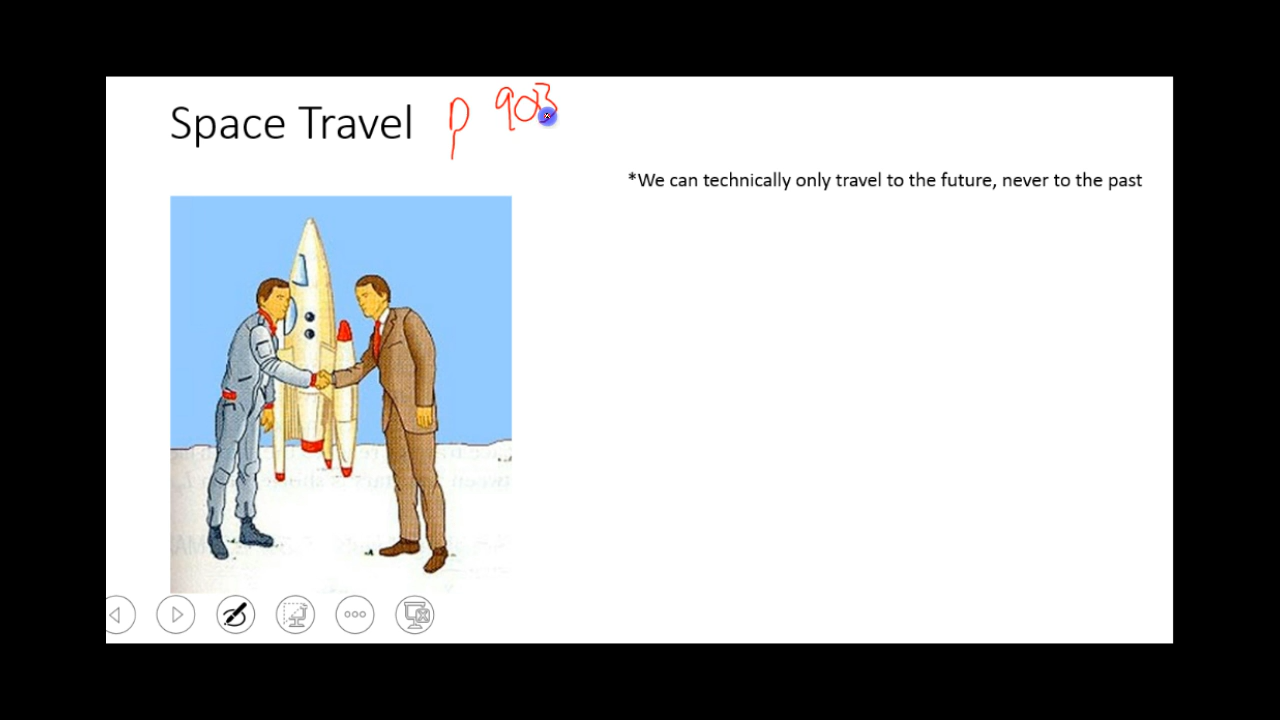 Space Travel p 903
*We can technically only travel to the future, never to the past